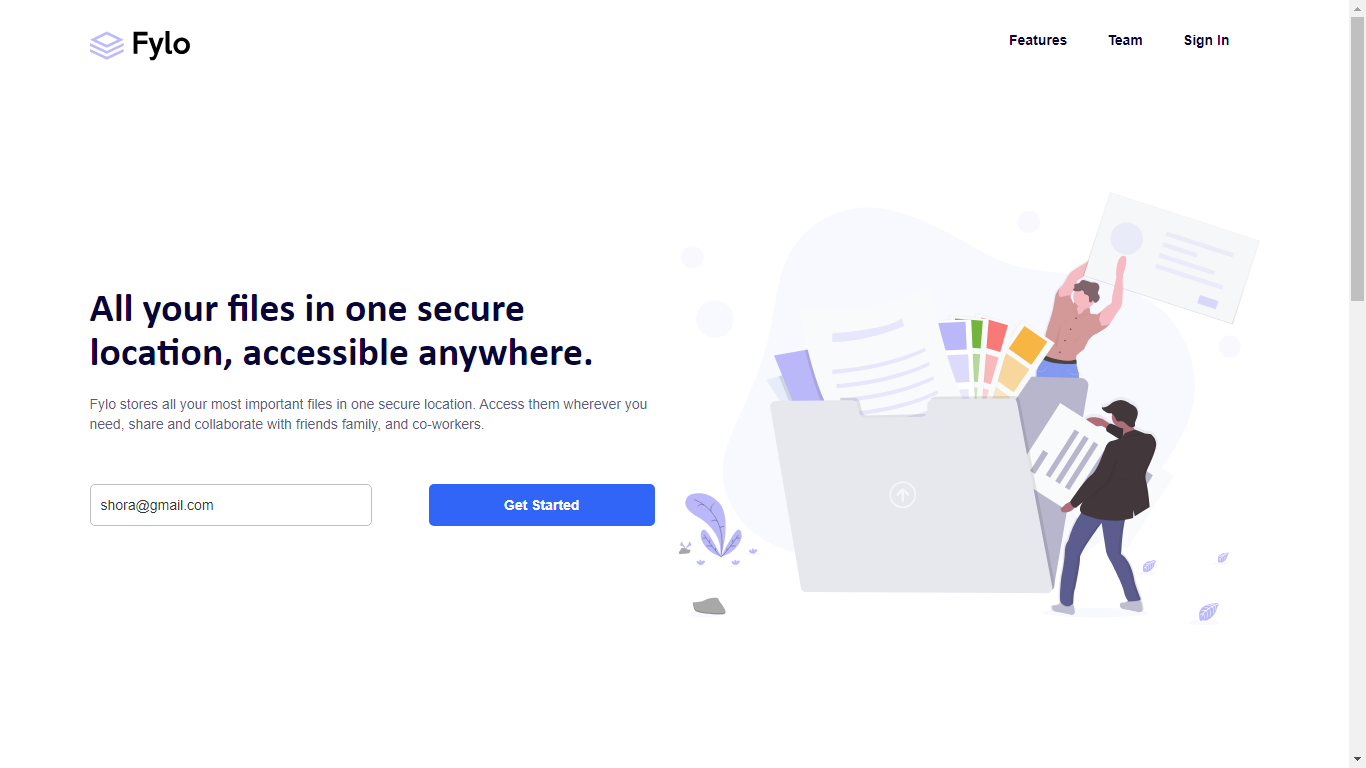 Fylo
Features
Team
Sign In
All your files in one secure
location, accessible anywhere.
Fylo stores all your most important files in one secure location. Access them wherever you
need, share and collaborate with friends family, and co-workers.
shora@gmail.com
Get Started